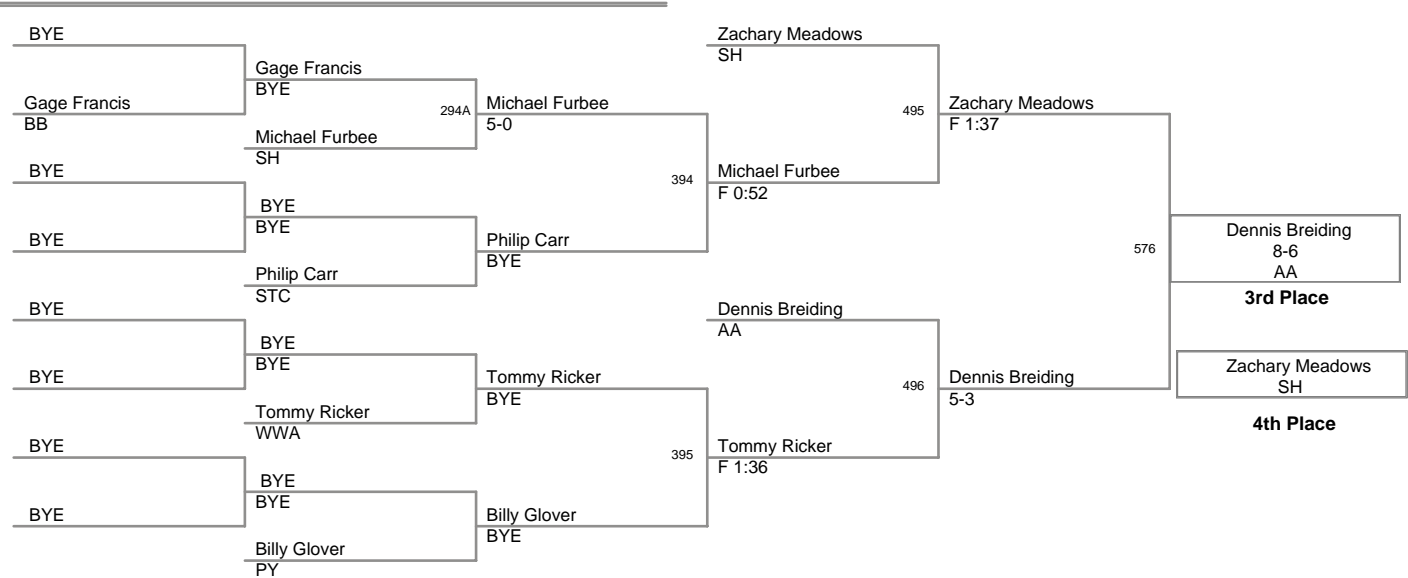 BYE
Gage Francis
BB
BYE
BYE
BYE
BYE
BYE
BYE
Gage Francis
BYE
Michael Furbee
SH
BYE
BYE
Philip Carr
STC
BYE
BYE
Tommy Ricker
WWA
BYE
BYE
Billy Glover
PY
294A
Michael Furbee
5-0
Philip Carr
BYE
Tommy Ricker
BYE
Billy Glover
BYE
394
395
Zachary Meadows
SH
Michael Furbee
F 0:52
Dennis Breiding
AA
Tommy Ricker
F 1:36
495
496
Zachary Meadows
F 1:37
Dennis Breiding
5-3
576
Dennis Breiding
8-6
AA
3rd Place
Zachary Meadows
SH
4th Place